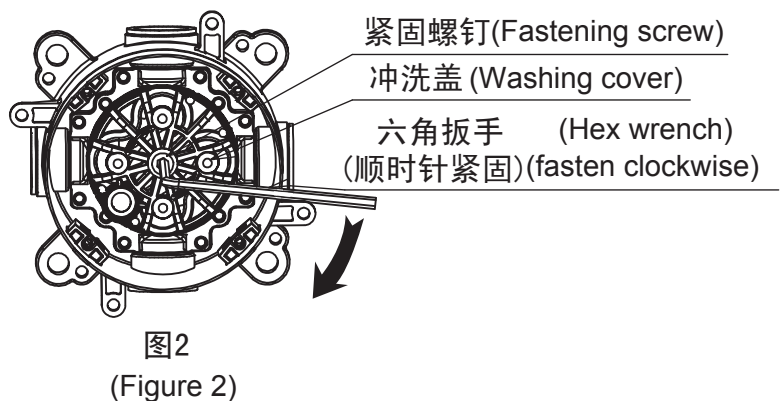 紧固螺钉(Fastening screw)
冲洗盖 (Washing cover)
六角扳手 (Hex wrench)
(顺时针紧固)(fasten clockwise)
图2
(Figure 2)